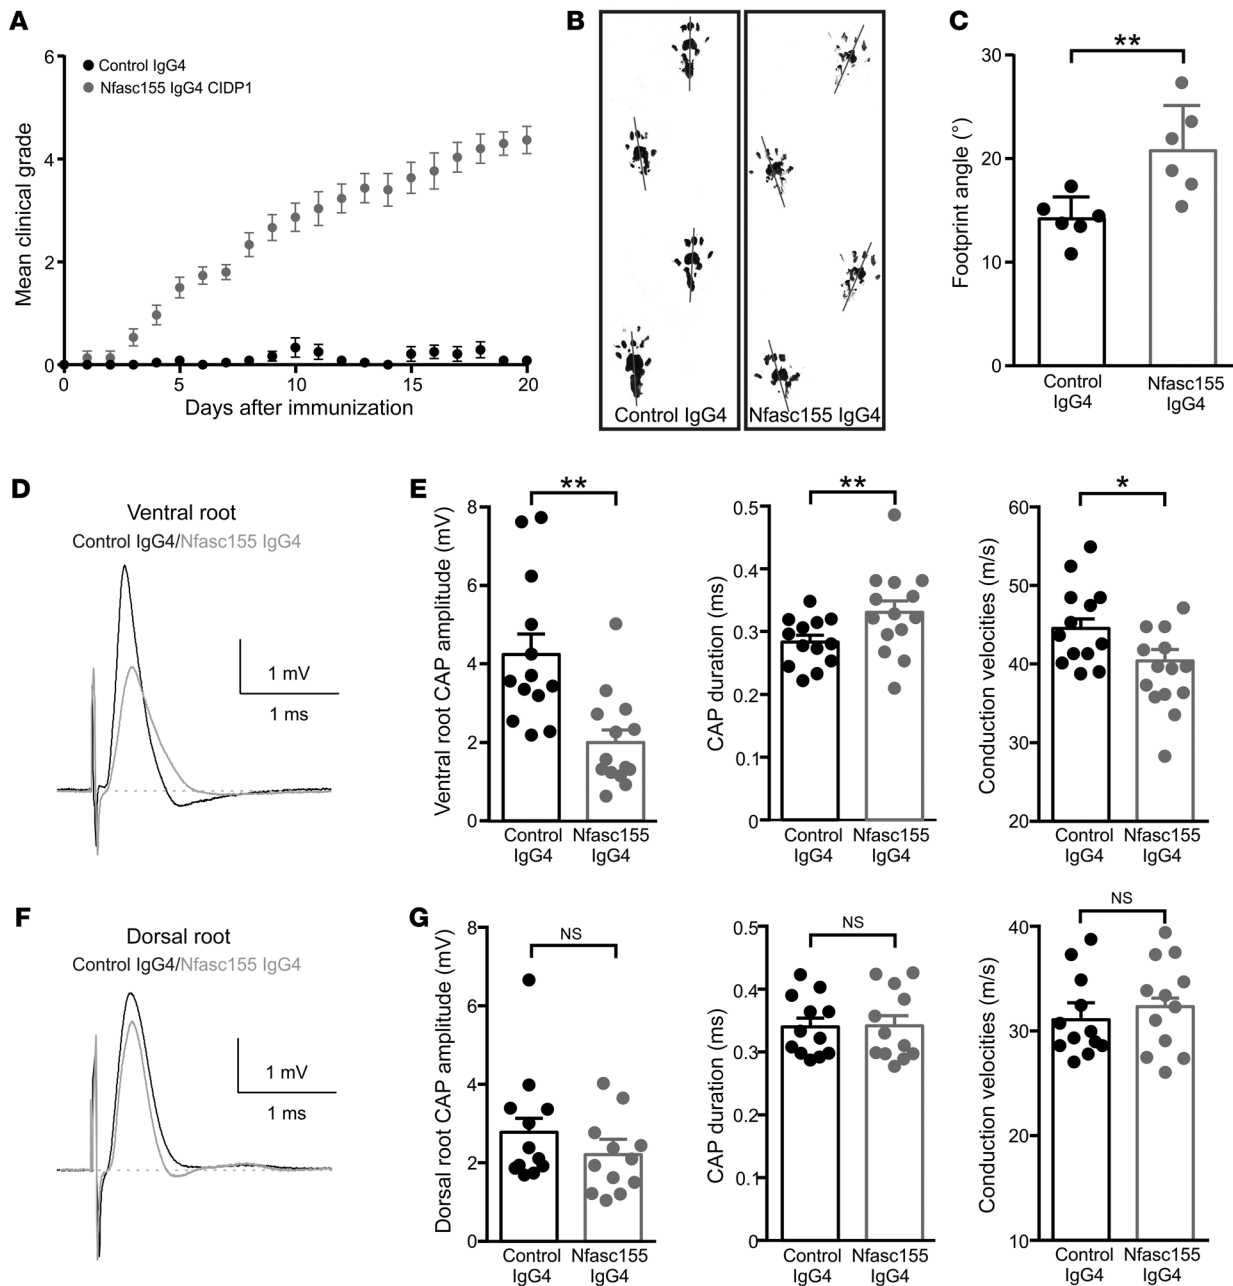 A
6
4
2
0
Mean clinical grade
Control IgG4
Nfasc155 IgG4 CIDP1
0
5
10
15
20
Days after immunization
B
Control IgG4
Nfasc155 IgG4
C
**
30
20
10
0
Footprint angle (°)
Control
IgG4
Nfasc155
IgG4
D
Ventral root
Control IgG4/Nfasc155 IgG4
1 mV
1 ms
E
**
8
6
4
2
0
Ventral root CAP amplitude (mV)
Control
IgG4
Nfasc155
IgG4
**
0.5
0.4
0.3
0.2
0.1
0
CAP duration (ms)
Control
IgG4
Nfasc155
IgG4
*
60
50
40
30
20
Conduction velocities (m/s)
Control
IgG4
Nfasc155
IgG4
F
Dorsal root
Control IgG4/Nfasc155 IgG4
1 mV
1 ms
G
NS
8
6
4
2
0
Dorsal root CAP amplitude (mV)
Control
IgG4
Nfasc155
IgG4
NS
0.5
0.4
0.3
0.2
0.1
0
CAP duration (ms)
Control
IgG4
Nfasc155
IgG4
NS
40
30
20
10
Conduction velocities (m/s)
Control
IgG4
Nfasc155
IgG4